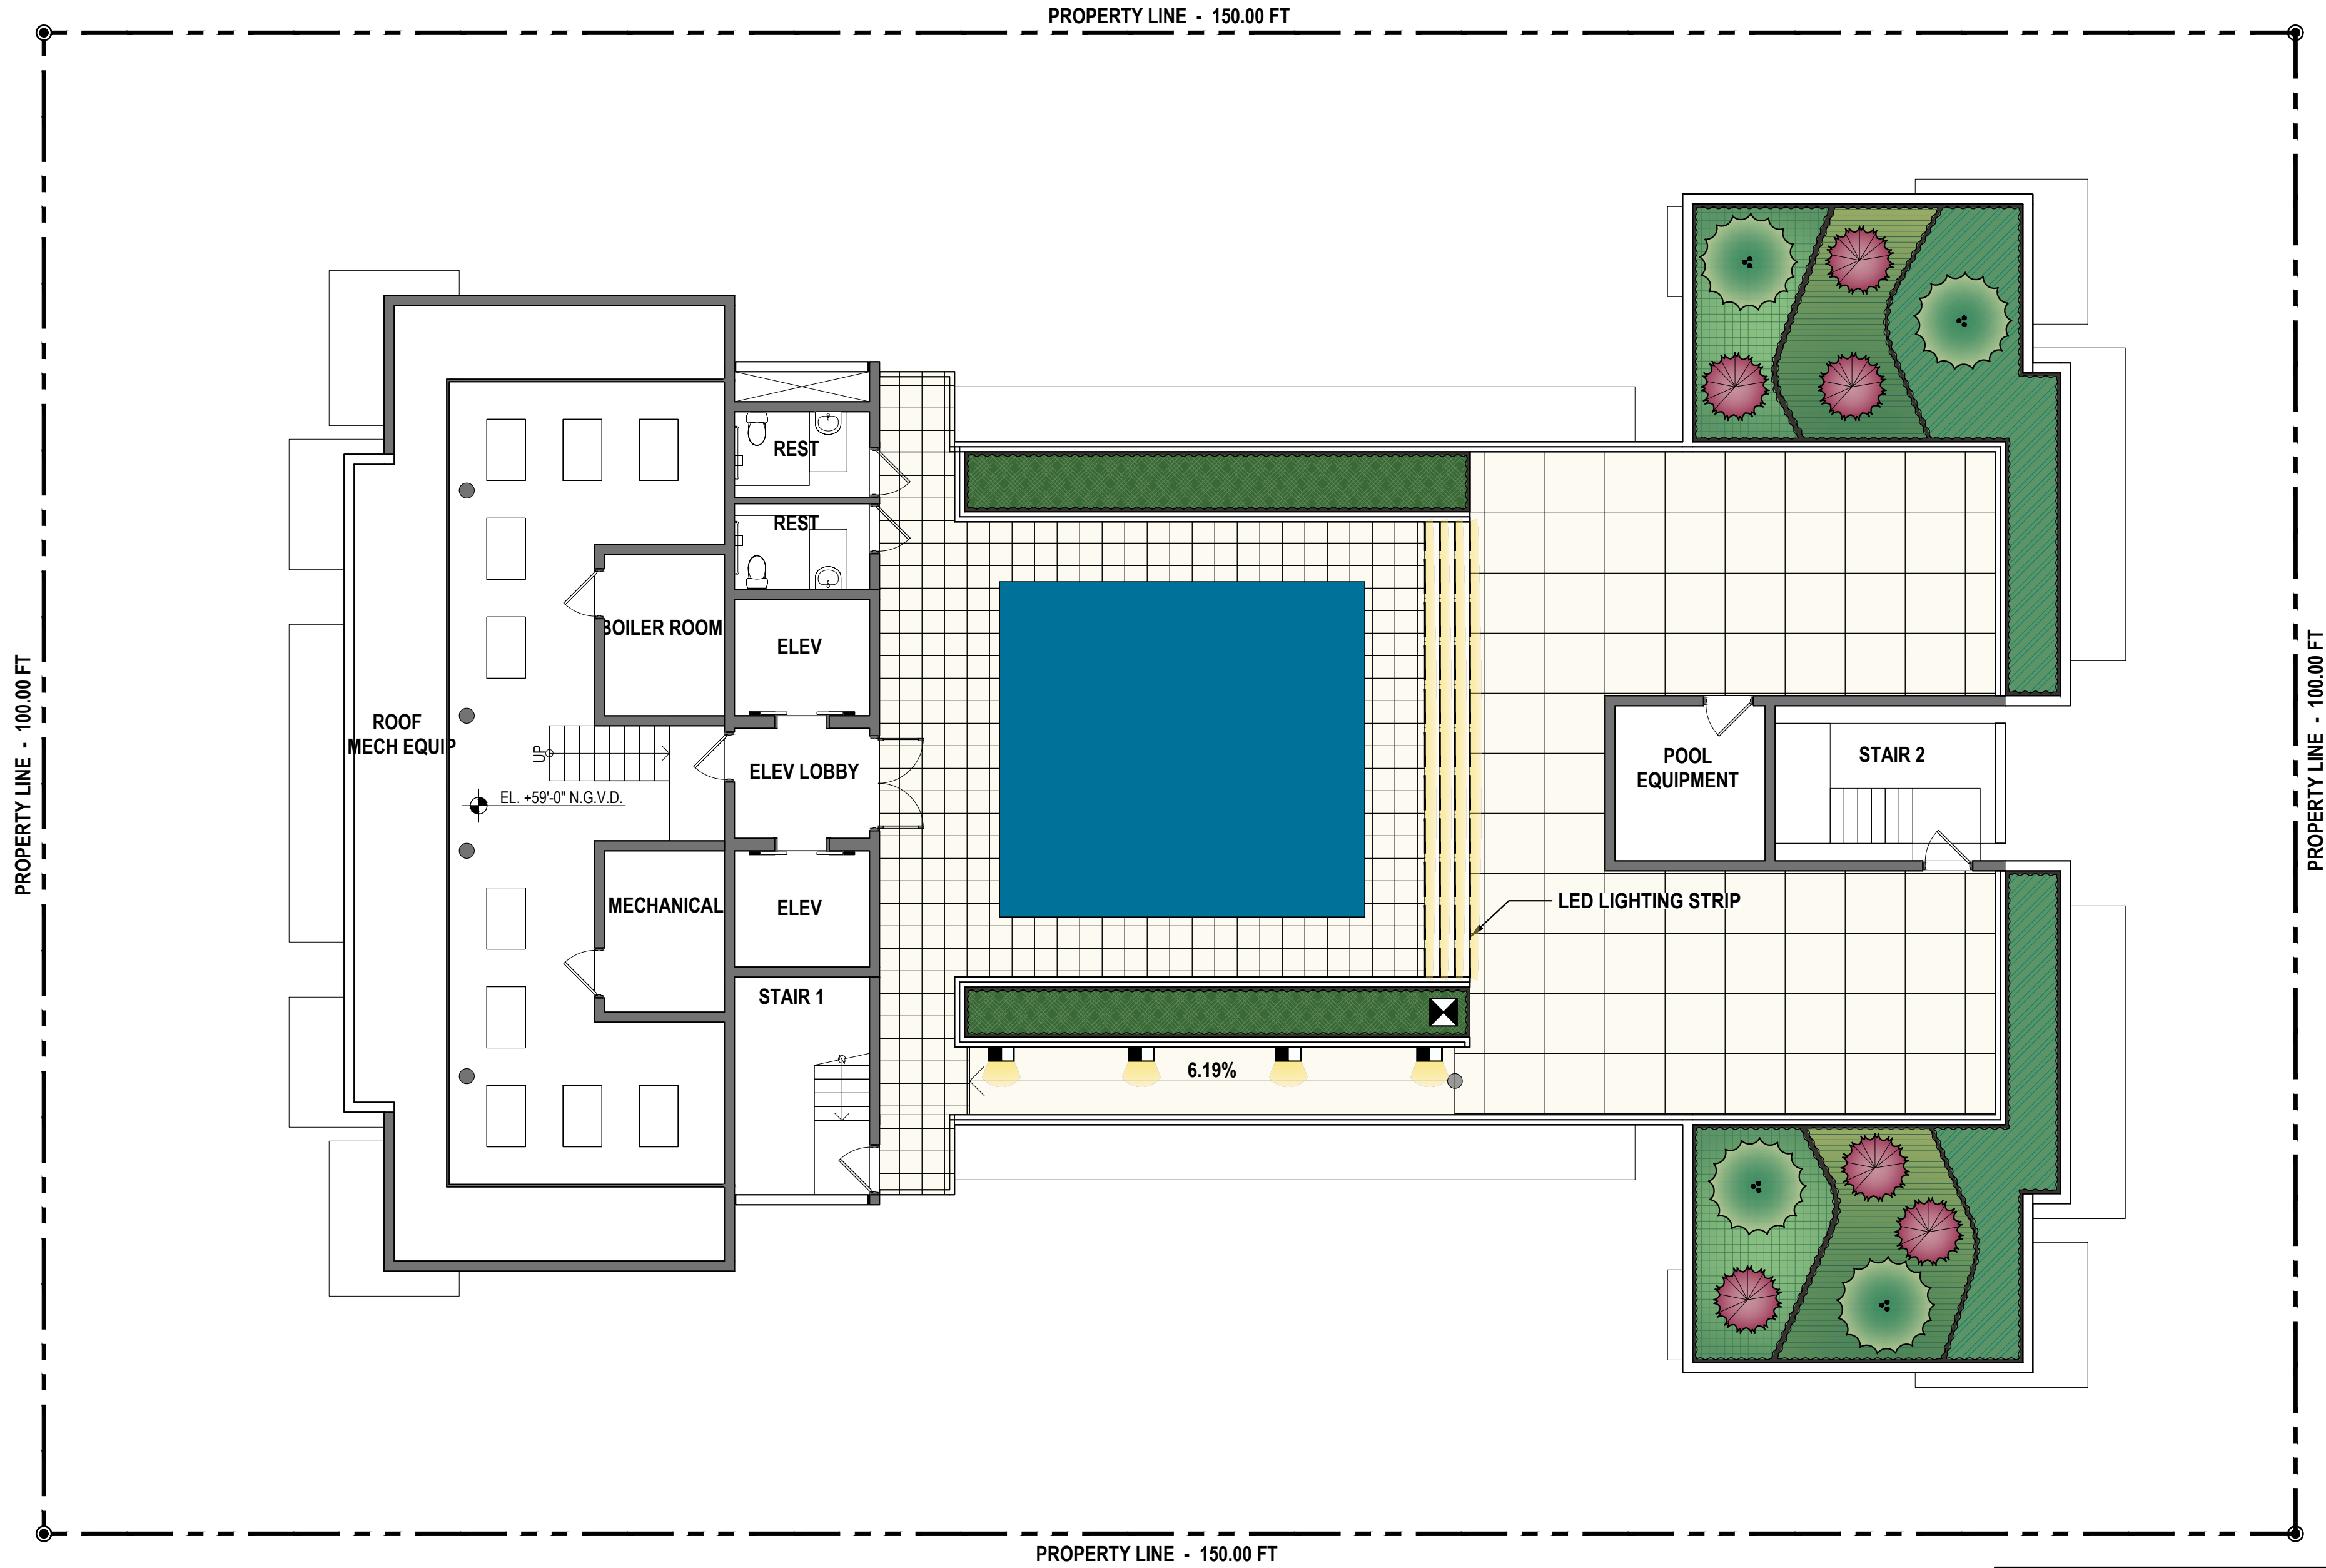 PROPERTY LINE - 150.00 FT
REST
REST
BOILER ROOM
ELEV
PROPERTY LINE - 100.00 FT
PROPERTY LINE - 100.00 FT
ROOF
MECH EQUIP
UP
ELEV LOBBY
POOL
EQUIPMENT
STAIR 2
EL. +59'-0" N.G.V.D.
MECHANICAL
ELEV
LED LIGHTING STRIP
STAIR 1
6.19%
PROPERTY LINE - 150.00 FT